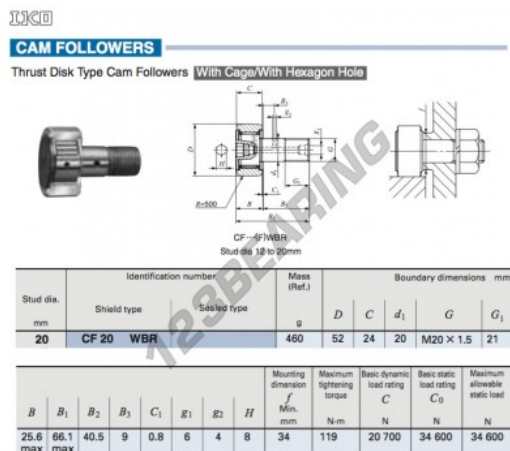 IKO
CAM FOLLOWERS
Thrust Disk Type Cam Followers With Cage/With Hexagon Hole
C
B3
B2
D
H
d1
G
G1
R=500
C1
B
B2
B1
CF…(F)WBR
Stud dia 12 to 20mm
123BEARING
Stud dia. mm
Identification number
Shield type
Sealed type
Mass (Ref.) g
Boundary dimensions mm
D C d1 G G1
20 CF 20 WBR 460 52 24 20 M20 × 1.5 21
B B1 B2 B3 C1 g1 g2 H
Mounting dimension f Min. mm
Maximum tightening torque N-m
Basic dynamic load rating C N
Basic static load rating C0 N
Maximum allowable static load N
25.6 max 66.1 max 40.5 9 0.8 6 4 8 34 119 20 700 34 600 34 600